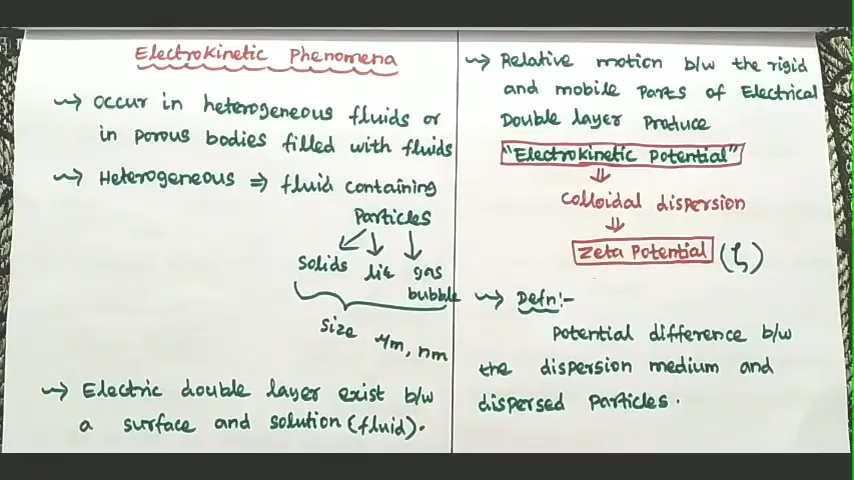 Electrokinetic Phenomena
→ occur in heterogeneous fluids or
in porous bodies filled with fluids
→ Heterogeneous ⇒ fluid containing
Particles
solids liq gas
bubble
size μm, nm
→ Electric double layer exist b/w
a surface and solution (fluid).
→ Relative motion b/w the rigid
and mobile parts of Electrical
Double layer produce
"Electrokinetic Potential"
⇓
colloidal dispersion
⇓
Zeta Potential (ζ)
→ Defn:-
Potential difference b/w
the dispersion medium and
dispersed particles.